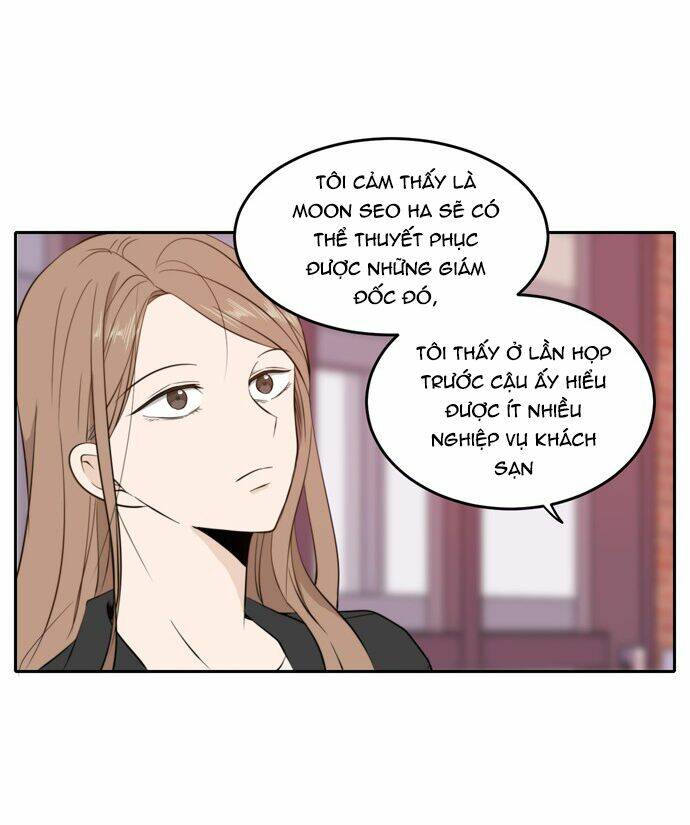 TÔI CẢM THẤY LÀ
MOON SEO HA SẼ CÓ
THỂ THUYẾT PHỤC
ĐƯỢC NHỮNG GIÁM
ĐỐC ĐÓ,
TÔI THẤY Ở LẦN HỌP
TRƯỚC CẬU ẤY HIỂU
ĐƯỢC ÍT NHIỀU
NGHIỆP VỤ KHÁCH
SẠN